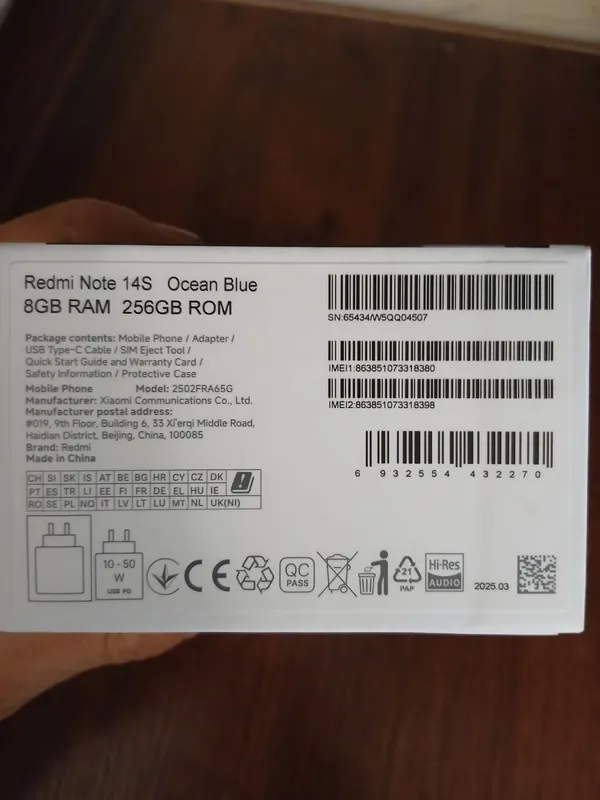 Redmi Note 14S Ocean Blue
8GB RAM 256GB ROM
Package contents: Mobile Phone / Adapter /
USB Type-C Cable / SIM Eject Tool /
Quick Start Guide and Warranty Card /
Safety Information / Protective Case
Mobile Phone Model: 2502FRA65G
Manufacturer: Xiaomi Communications Co., Ltd.
Manufacturer postal address:
#019, 9th Floor, Building 6, 33 Xi'erqi Middle Road,
Haidian District, Beijing, China, 100085
Brand: Redmi
Made in China
CH SI SK IS AT BE BG HR CY CZ DK
PT ES TR LI EE FI FR DE EL HU IE
RO SE PL NO IT LV LT LU MT NL UK(NI)
SN:65434/W5QQ04507
IMEI1:863851073318380
IMEI2:863851073318398
6 932554 432270
10 - 50
W
USB PD
CE
QC
PASS
21
PAP
Hi-Res
AUDIO
2025.03